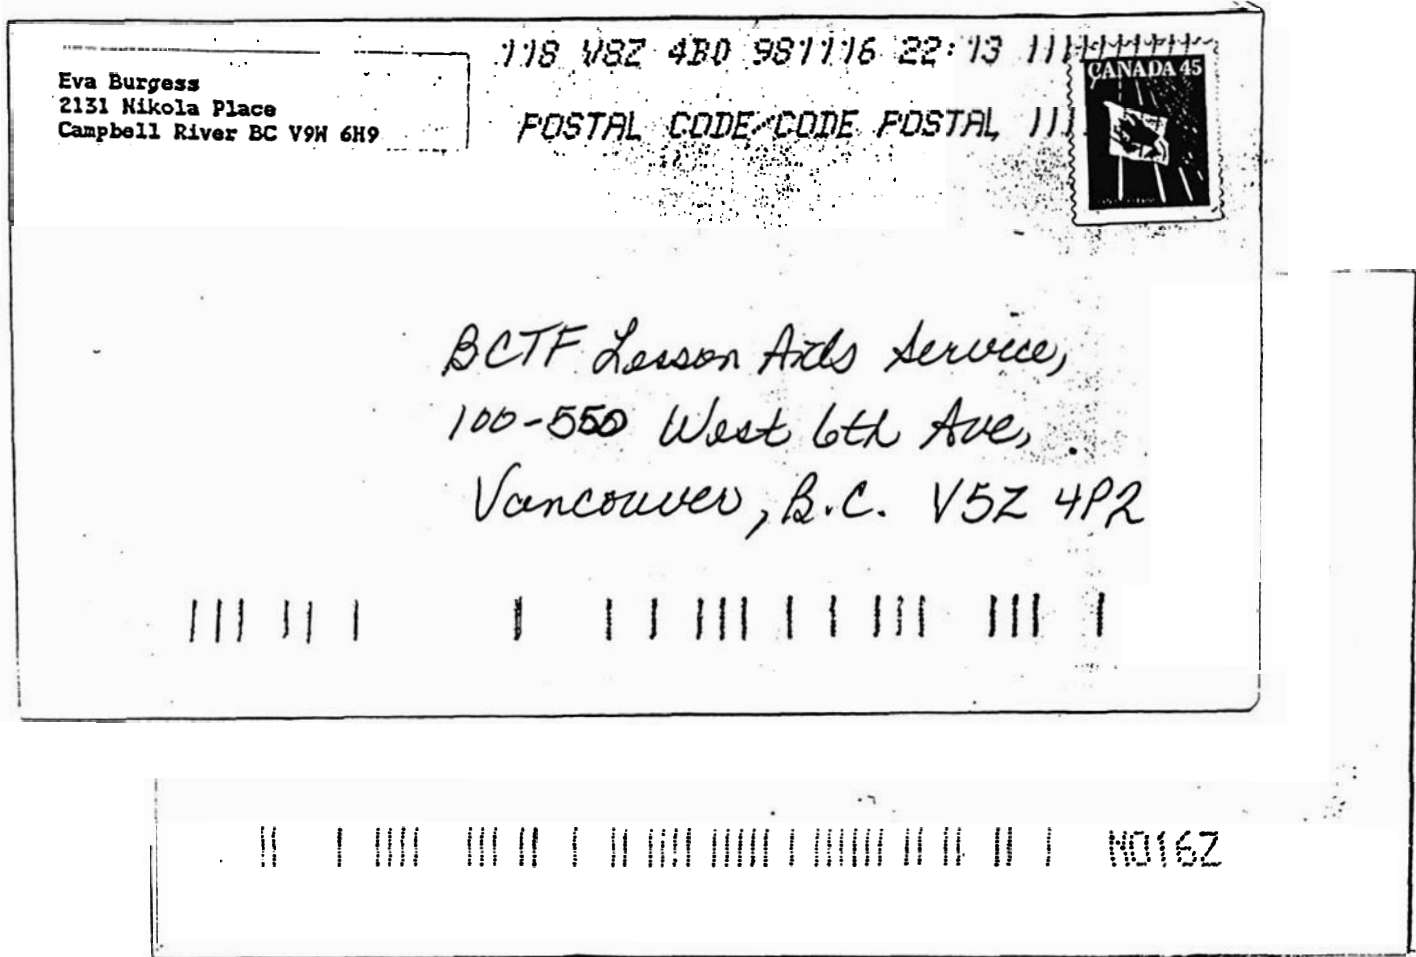 Eva Burgess
2131 Nikola Place
Campbell River BC V9W 6H9
118 V8Z 4B0 981116 22:13
POSTAL CODE/CODE POSTAL
CANADA 45
BCTF Lesson Aids Service,
100-550 West 6th Ave,
Vancouver, B.C. V5Z 4P2
N016Z